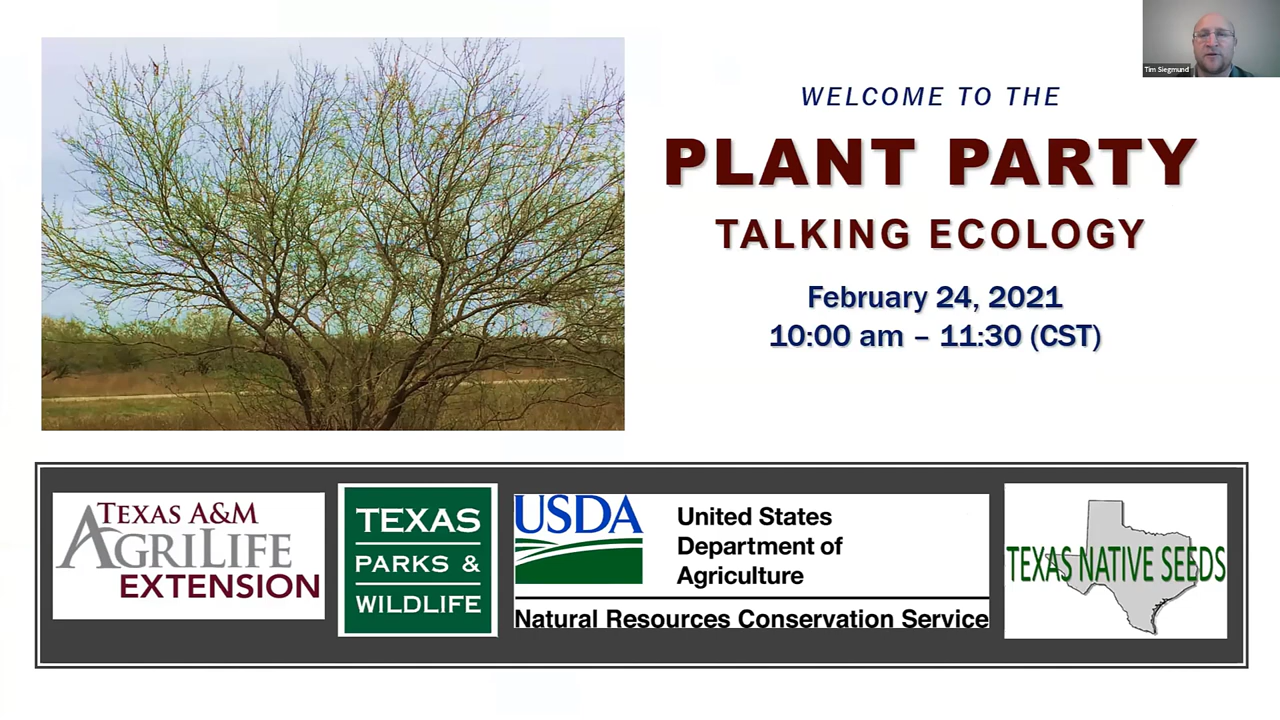 Tim Siegmund
WELCOME TO THE
PLANT PARTY
TALKING ECOLOGY
February 24, 2021
10:00 am – 11:30 (CST)
TEXAS A&M
AGRILIFE
EXTENSION
TEXAS
PARKS &
WILDLIFE
USDA
United States
Department of
Agriculture
Natural Resources Conservation Service
TEXAS NATIVE SEEDS